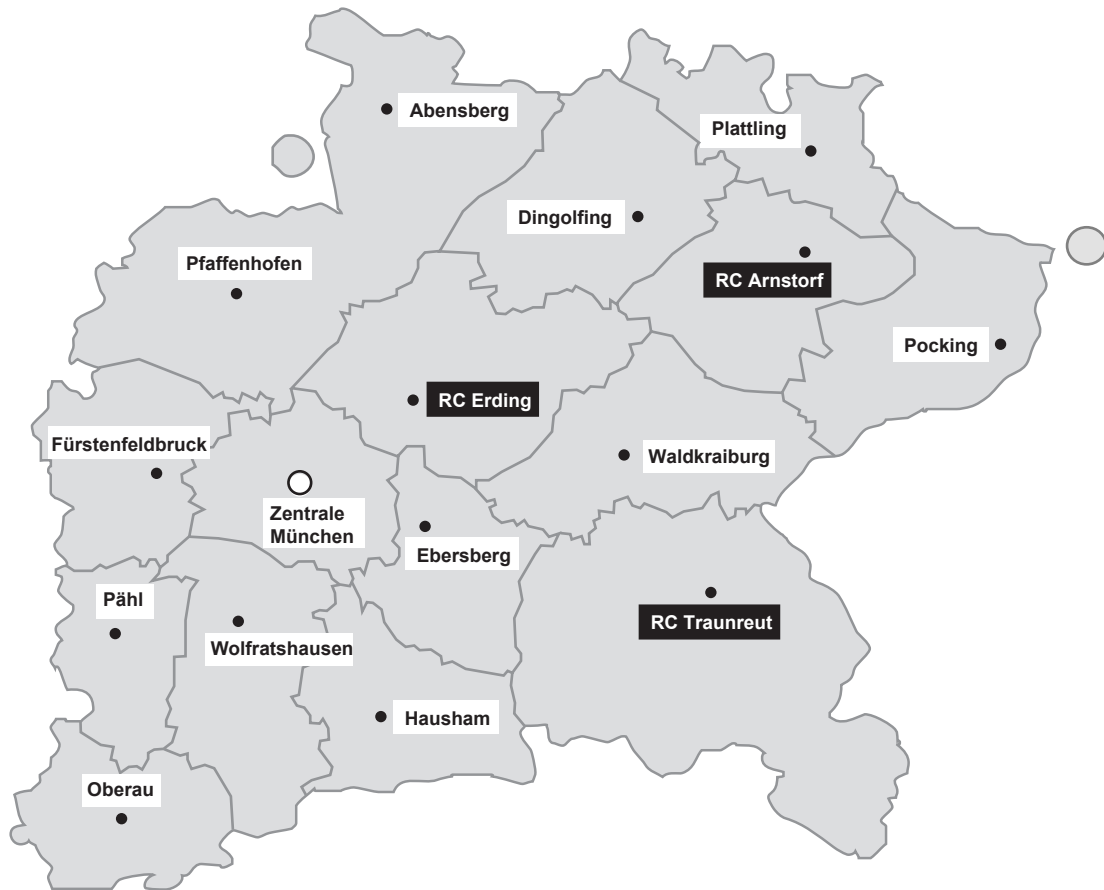 Abensberg
Plattling
Dingolfing
Pfaffenhofen
RC Arnstorf
Pocking
RC Erding
Fürstenfeldbruck
Waldkraiburg
Zentrale
München
Ebersberg
Pähl
RC Traunreut
Wolfratshausen
Hausham
Oberau